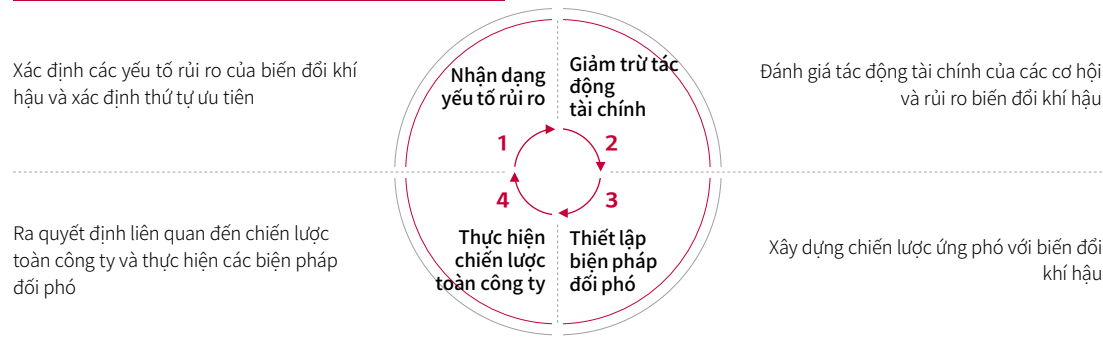 Xác định các yếu tố rủi ro của biến đổi khí
hậu và xác định thứ tự ưu tiên
Nhận dạng
yếu tố rủi ro
1
Giảm trừ tác
động
tài chính
2
Đánh giá tác động tài chính của các cơ hội
và rủi ro biến đổi khí hậu
Ra quyết định liên quan đến chiến lược
toàn công ty và thực hiện các biện pháp
đối phó
4
Thực hiện
chiến lược
toàn công ty
3
Thiết lập
biện pháp
đối phó
Xây dựng chiến lược ứng phó với biến đổi
khí hậu